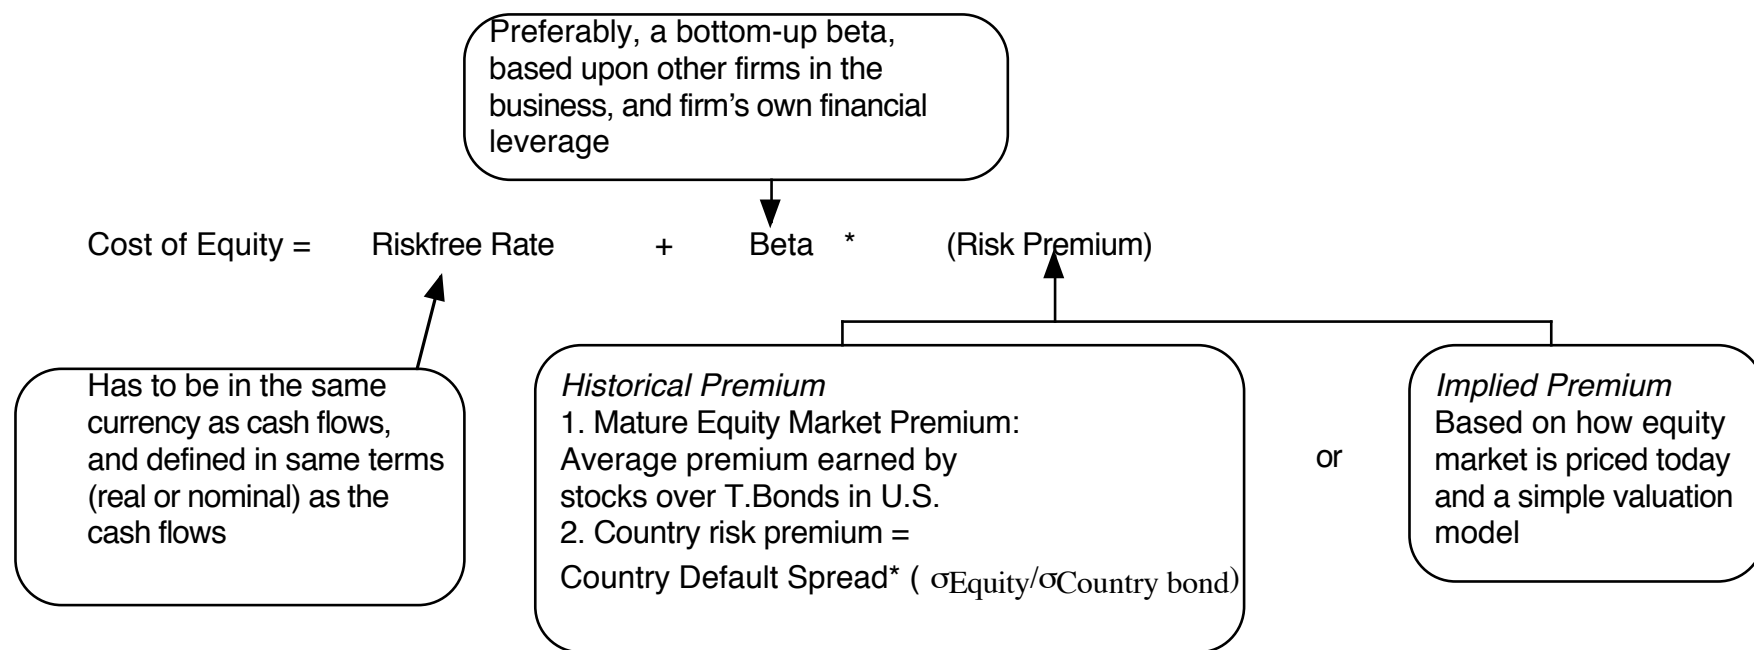 Preferably, a bottom-up beta,
based upon other firms in the
business, and firm’s own financial
leverage
Cost of Equity = Riskfree Rate + Beta * (Risk Premium)
Has to be in the same
currency as cash flows,
and defined in same terms
(real or nominal) as the
cash flows
Historical Premium
1. Mature Equity Market Premium:
Average premium earned by
stocks over T.Bonds in U.S.
2. Country risk premium =
Country Default Spread* ( σEquity/σCountry bond)
or
Implied Premium
Based on how equity
market is priced today
and a simple valuation
model